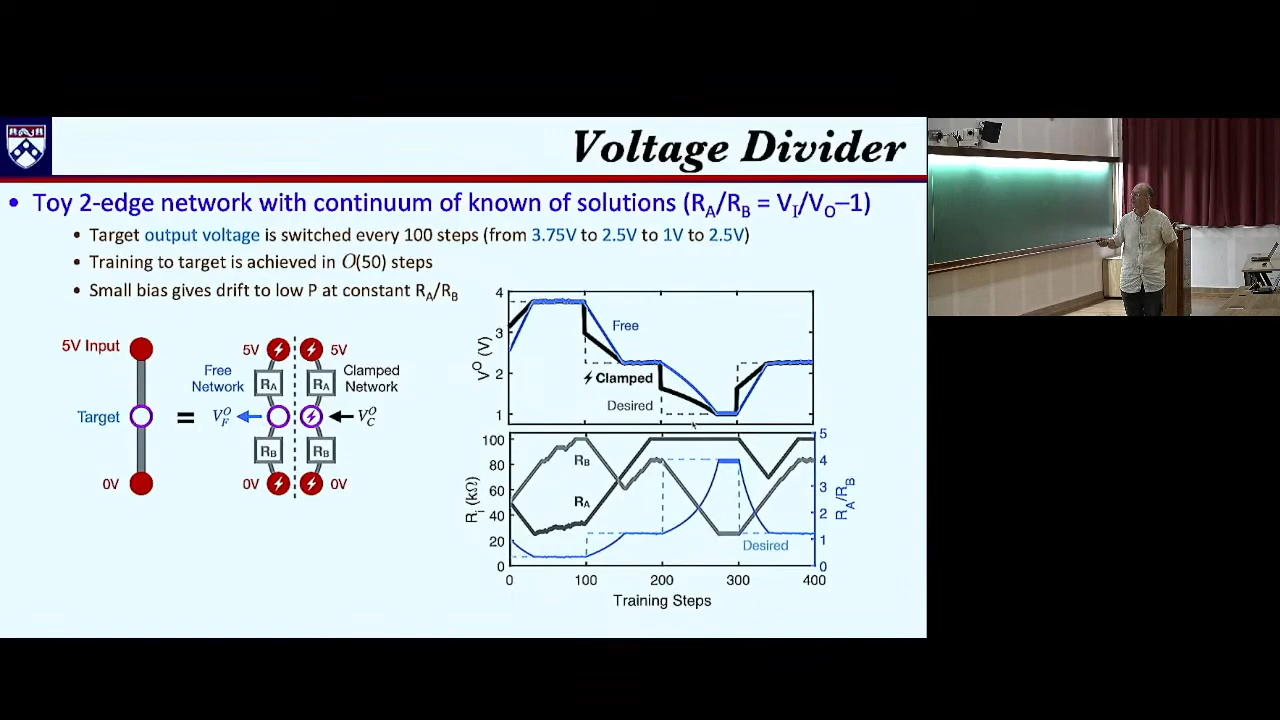 Voltage Divider
• Toy 2-edge network with continuum of known of solutions (RA/RB = VI/VO–1)
• Target output voltage is switched every 100 steps (from 3.75V to 2.5V to 1V to 2.5V)
• Training to target is achieved in O(50) steps
• Small bias gives drift to low P at constant RA/RB
5V Input
Target
0V
=
5V
5V
Free
Network
Clamped
Network
RA
RA
VFO
VCO
RB
RB
0V
0V
4
3
2
1
VO (V)
Free
Clamped
Desired
100
80
60
40
20
0
Ri (kΩ)
RB
RA
Desired
5
4
3
2
1
0
RA/RB
0
100
200
300
400
Training Steps